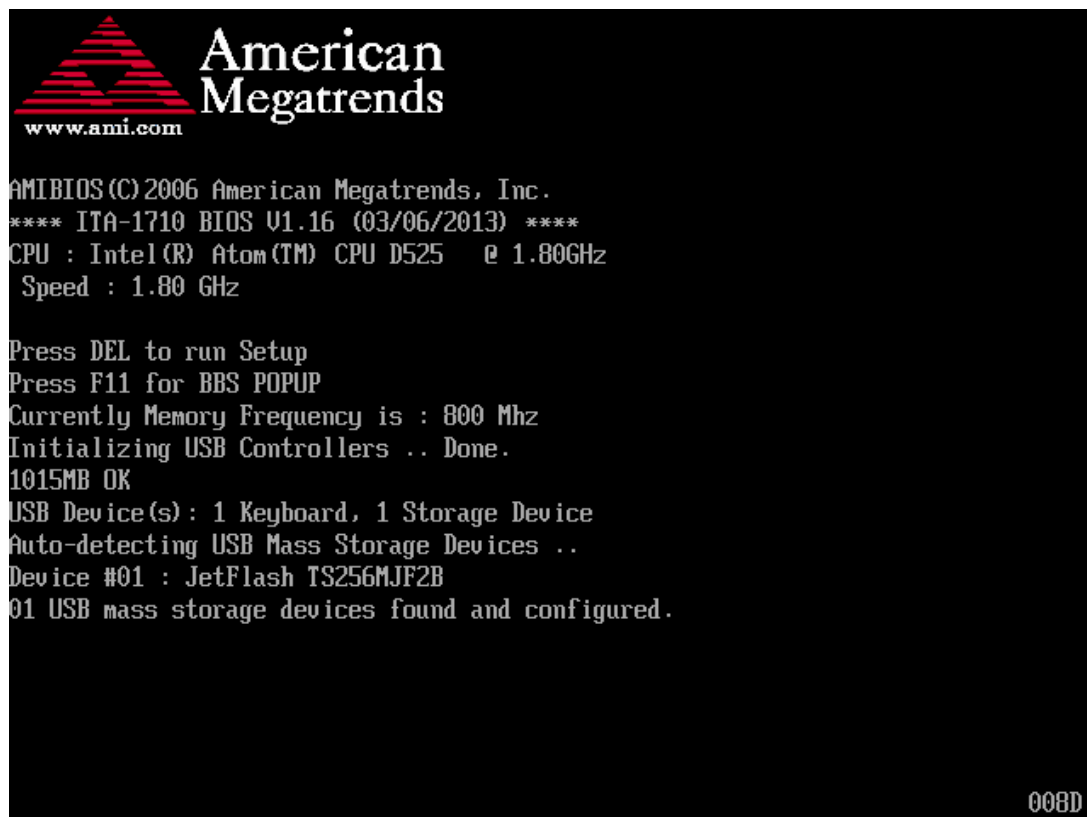 American
Megatrends
www.ami.com
AMIBIOS(C)2006 American Megatrends, Inc.
**** ITA-1710 BIOS V1.16 (03/06/2013) ****
CPU : Intel(R) Atom(TM) CPU D525   @ 1.80GHz
Speed : 1.80 GHz
Press DEL to run Setup
Press F11 for BBS POPUP
Currently Memory Frequency is : 800 Mhz
Initializing USB Controllers .. Done.
1015MB OK
USB Device(s): 1 Keyboard, 1 Storage Device
Auto-detecting USB Mass Storage Devices ..
Device #01 : JetFlash TS256MJF2B
01 USB mass storage devices found and configured.
008D